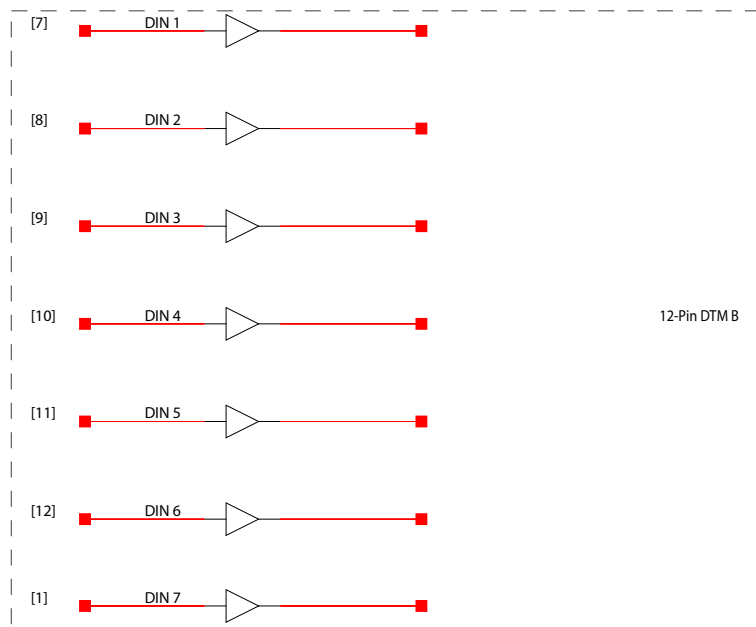 [7] DIN 1
[8] DIN 2
[9] DIN 3
[10] DIN 4 12-Pin DTM B
[11] DIN 5
[12] DIN 6
[1] DIN 7